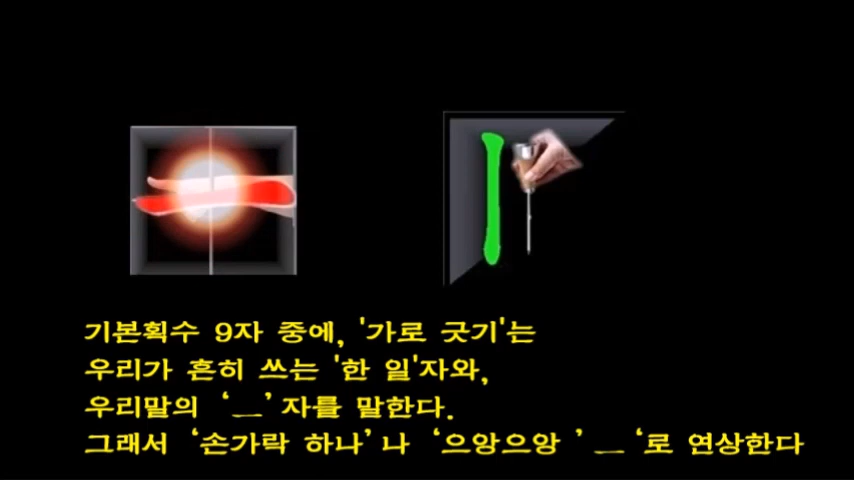 기본획수 9자 중에, '가로 긋기'는
우리가 흔히 쓰는 '한 일'자와,
우리말의 ‘ㅡ’자를 말한다.
그래서 ‘손가락 하나’나 ‘으앙으앙 ’ㅡ‘로 연상한다